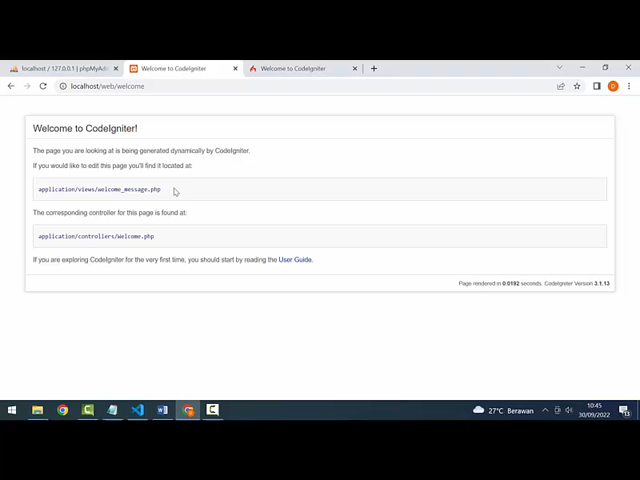 localhost / 127.0.0.1 | phpMyAdm
Welcome to CodeIgniter
Welcome to CodeIgniter
localhost/web/welcome
D
Welcome to CodeIgniter!
The page you are looking at is being generated dynamically by CodeIgniter.
If you would like to edit this page you'll find it located at:
application/views/welcome_message.php
The corresponding controller for this page is found at:
application/controllers/Welcome.php
If you are exploring CodeIgniter for the very first time, you should start by reading the User Guide.
Page rendered in 0.0192 seconds. CodeIgniter Version 3.1.13
27°C Berawan
10:45
30/09/2022